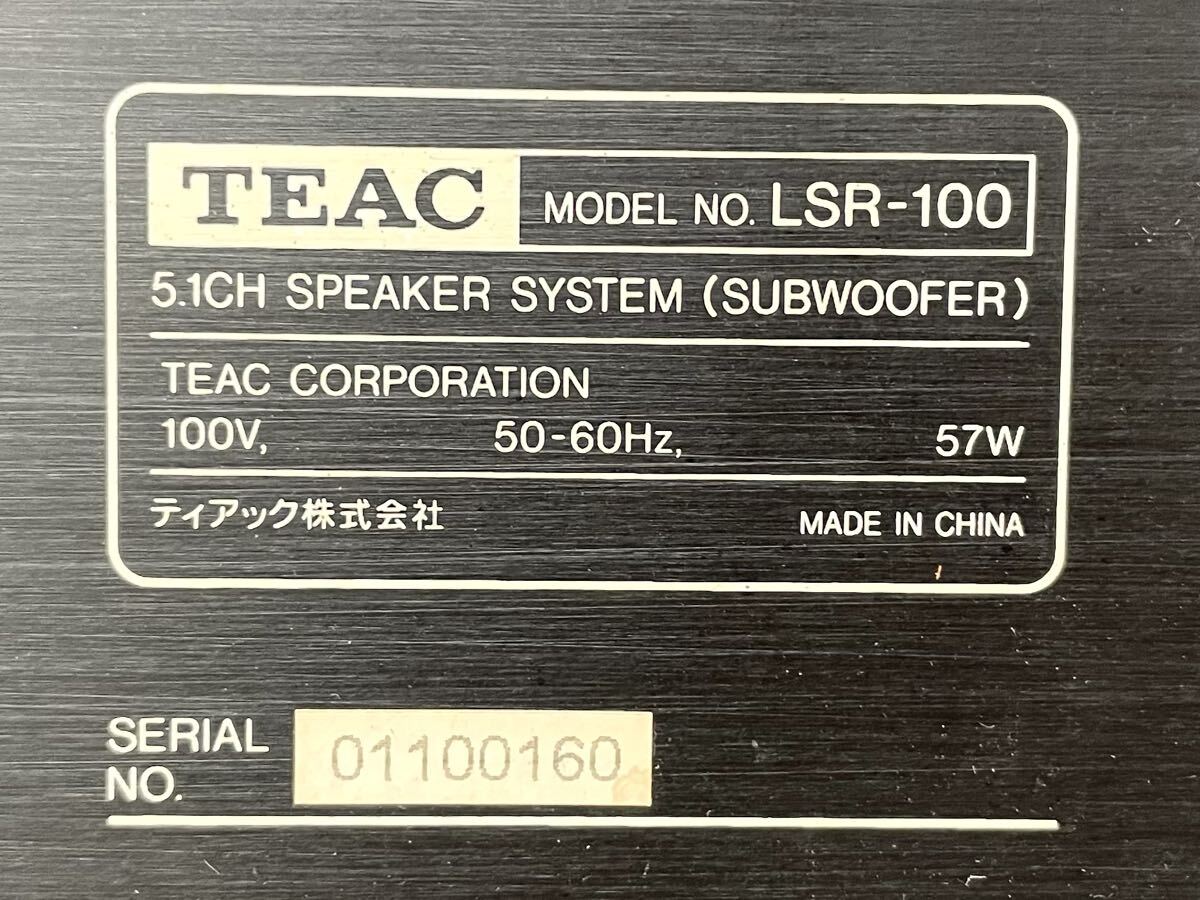 TEAC MODEL NO. LSR-100
5.1CH SPEAKER SYSTEM (SUBWOOFER)
TEAC CORPORATION
100V, 50-60Hz, 57W
ティアック株式会社 MADE IN CHINA
SERIAL NO. 01100160